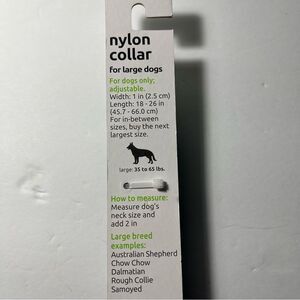 nylon
collar
for large dogs
For dogs only;
adjustable.
Width: 1 in (2.5 cm)
Length: 18 - 26 in
(45.7 - 66.0 cm)
For in-between
sizes, buy the next
largest size.
large: 35 to 65 lbs.
How to measure:
Measure dog's
neck size and
add 2 in
Large breed
examples:
Australian Shepherd
Chow Chow
Dalmatian
Rough Collie
Samoyed